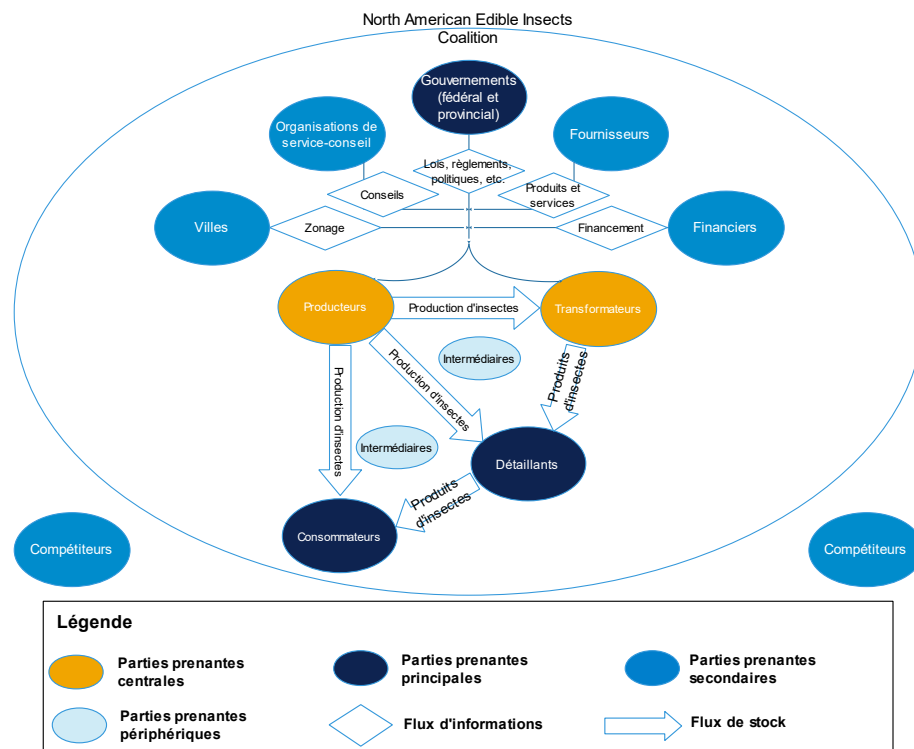 North American Edible Insects
Coalition
Gouvernements
(fédéral et
provincial)
Organisations de
service-conseil
Fournisseurs
Lois, règlements,
politiques, etc.
Conseils
Produits et
services
Villes
Zonage
Financement
Financiers
Producteurs
Production d'insectes
Transformateurs
Intermédiaires
Production d'insectes
Production d'insectes
Produits
d'insectes
Intermédiaires
Détaillants
Produits
d'insectes
Consommateurs
Compétiteurs
Compétiteurs
Légende
Parties prenantes
centrales
Parties prenantes
principales
Parties prenantes
secondaires
Parties prenantes
périphériques
Flux d'informations
Flux de stock